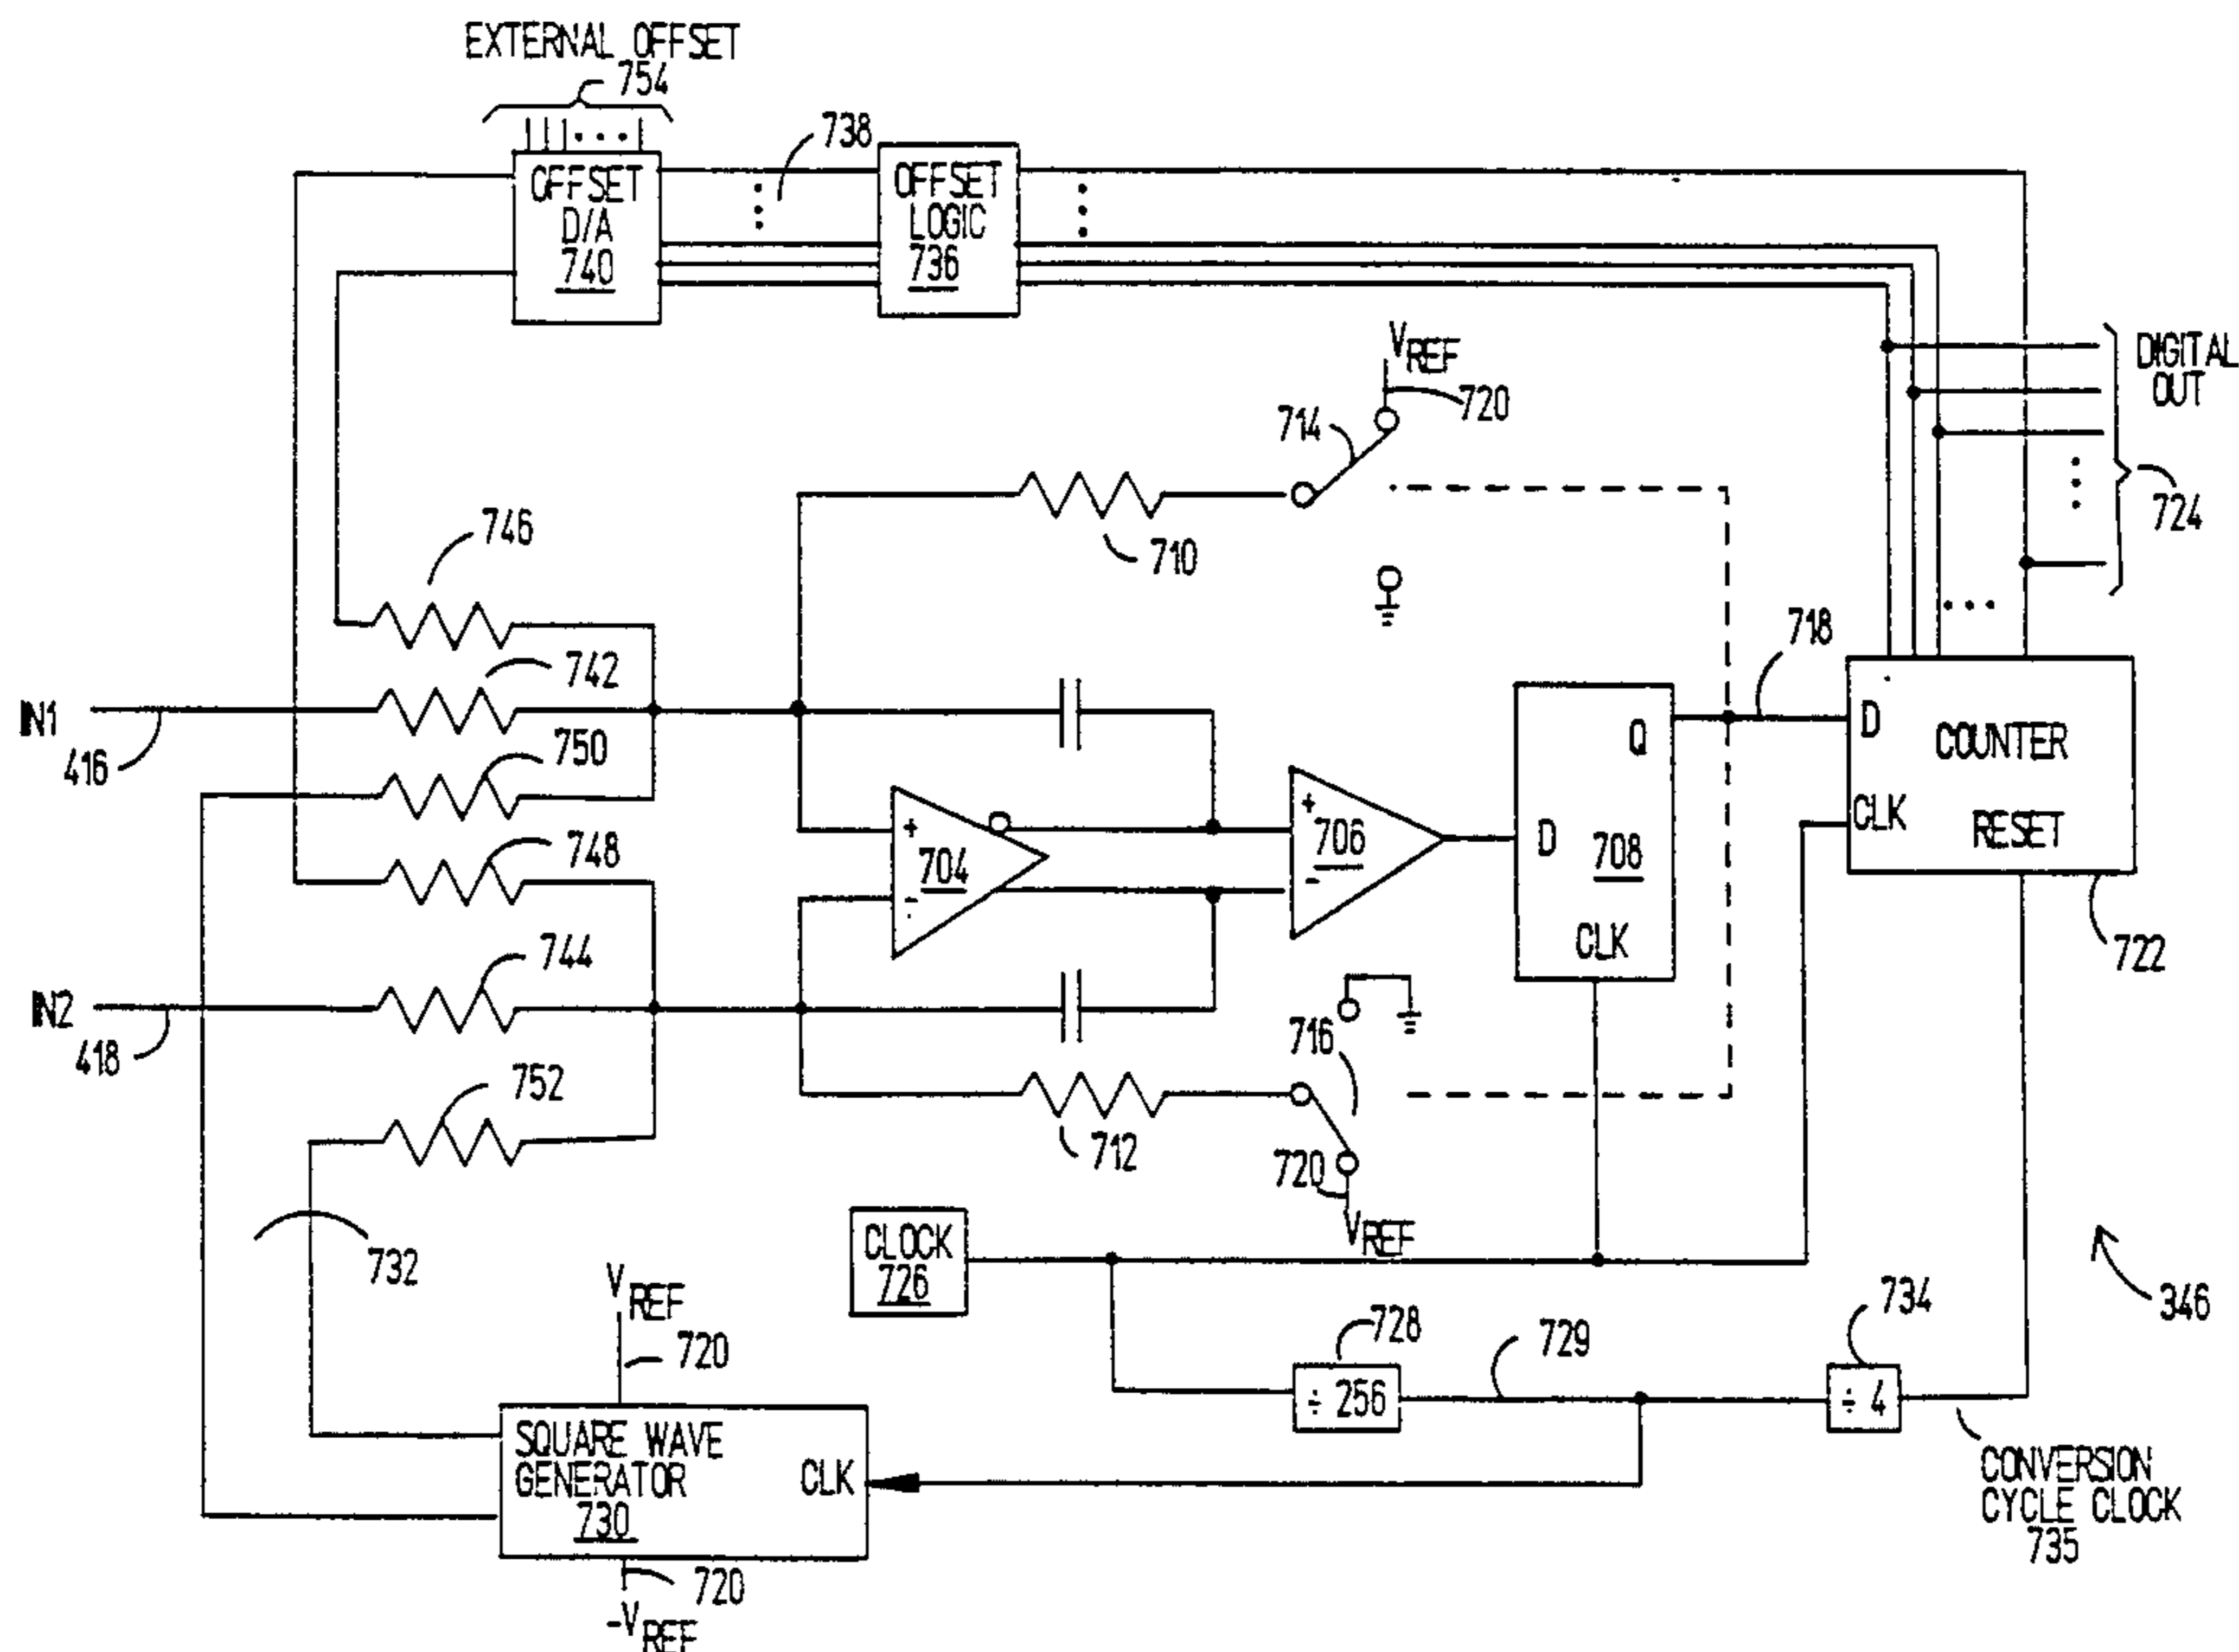 EXTERNAL OFFSET
754
738
OFFSET
D/A
740
OFFSET
LOGIC
736
VREF
720
714
DIGITAL
OUT
724
746
710
742
718
IN1
416
750
Q
D
COUNTER
CLK
RESET
+
704
-
+
706
-
D
708
CLK
748
722
744
IN2
418
716
752
712
720
VREF
CLOCK
726
732
VREF
720
728
÷ 256
729
734
÷ 4
346
SQUARE WAVE
GENERATOR
730
CLK
CONVERSION
CYCLE CLOCK
735
720
-VREF